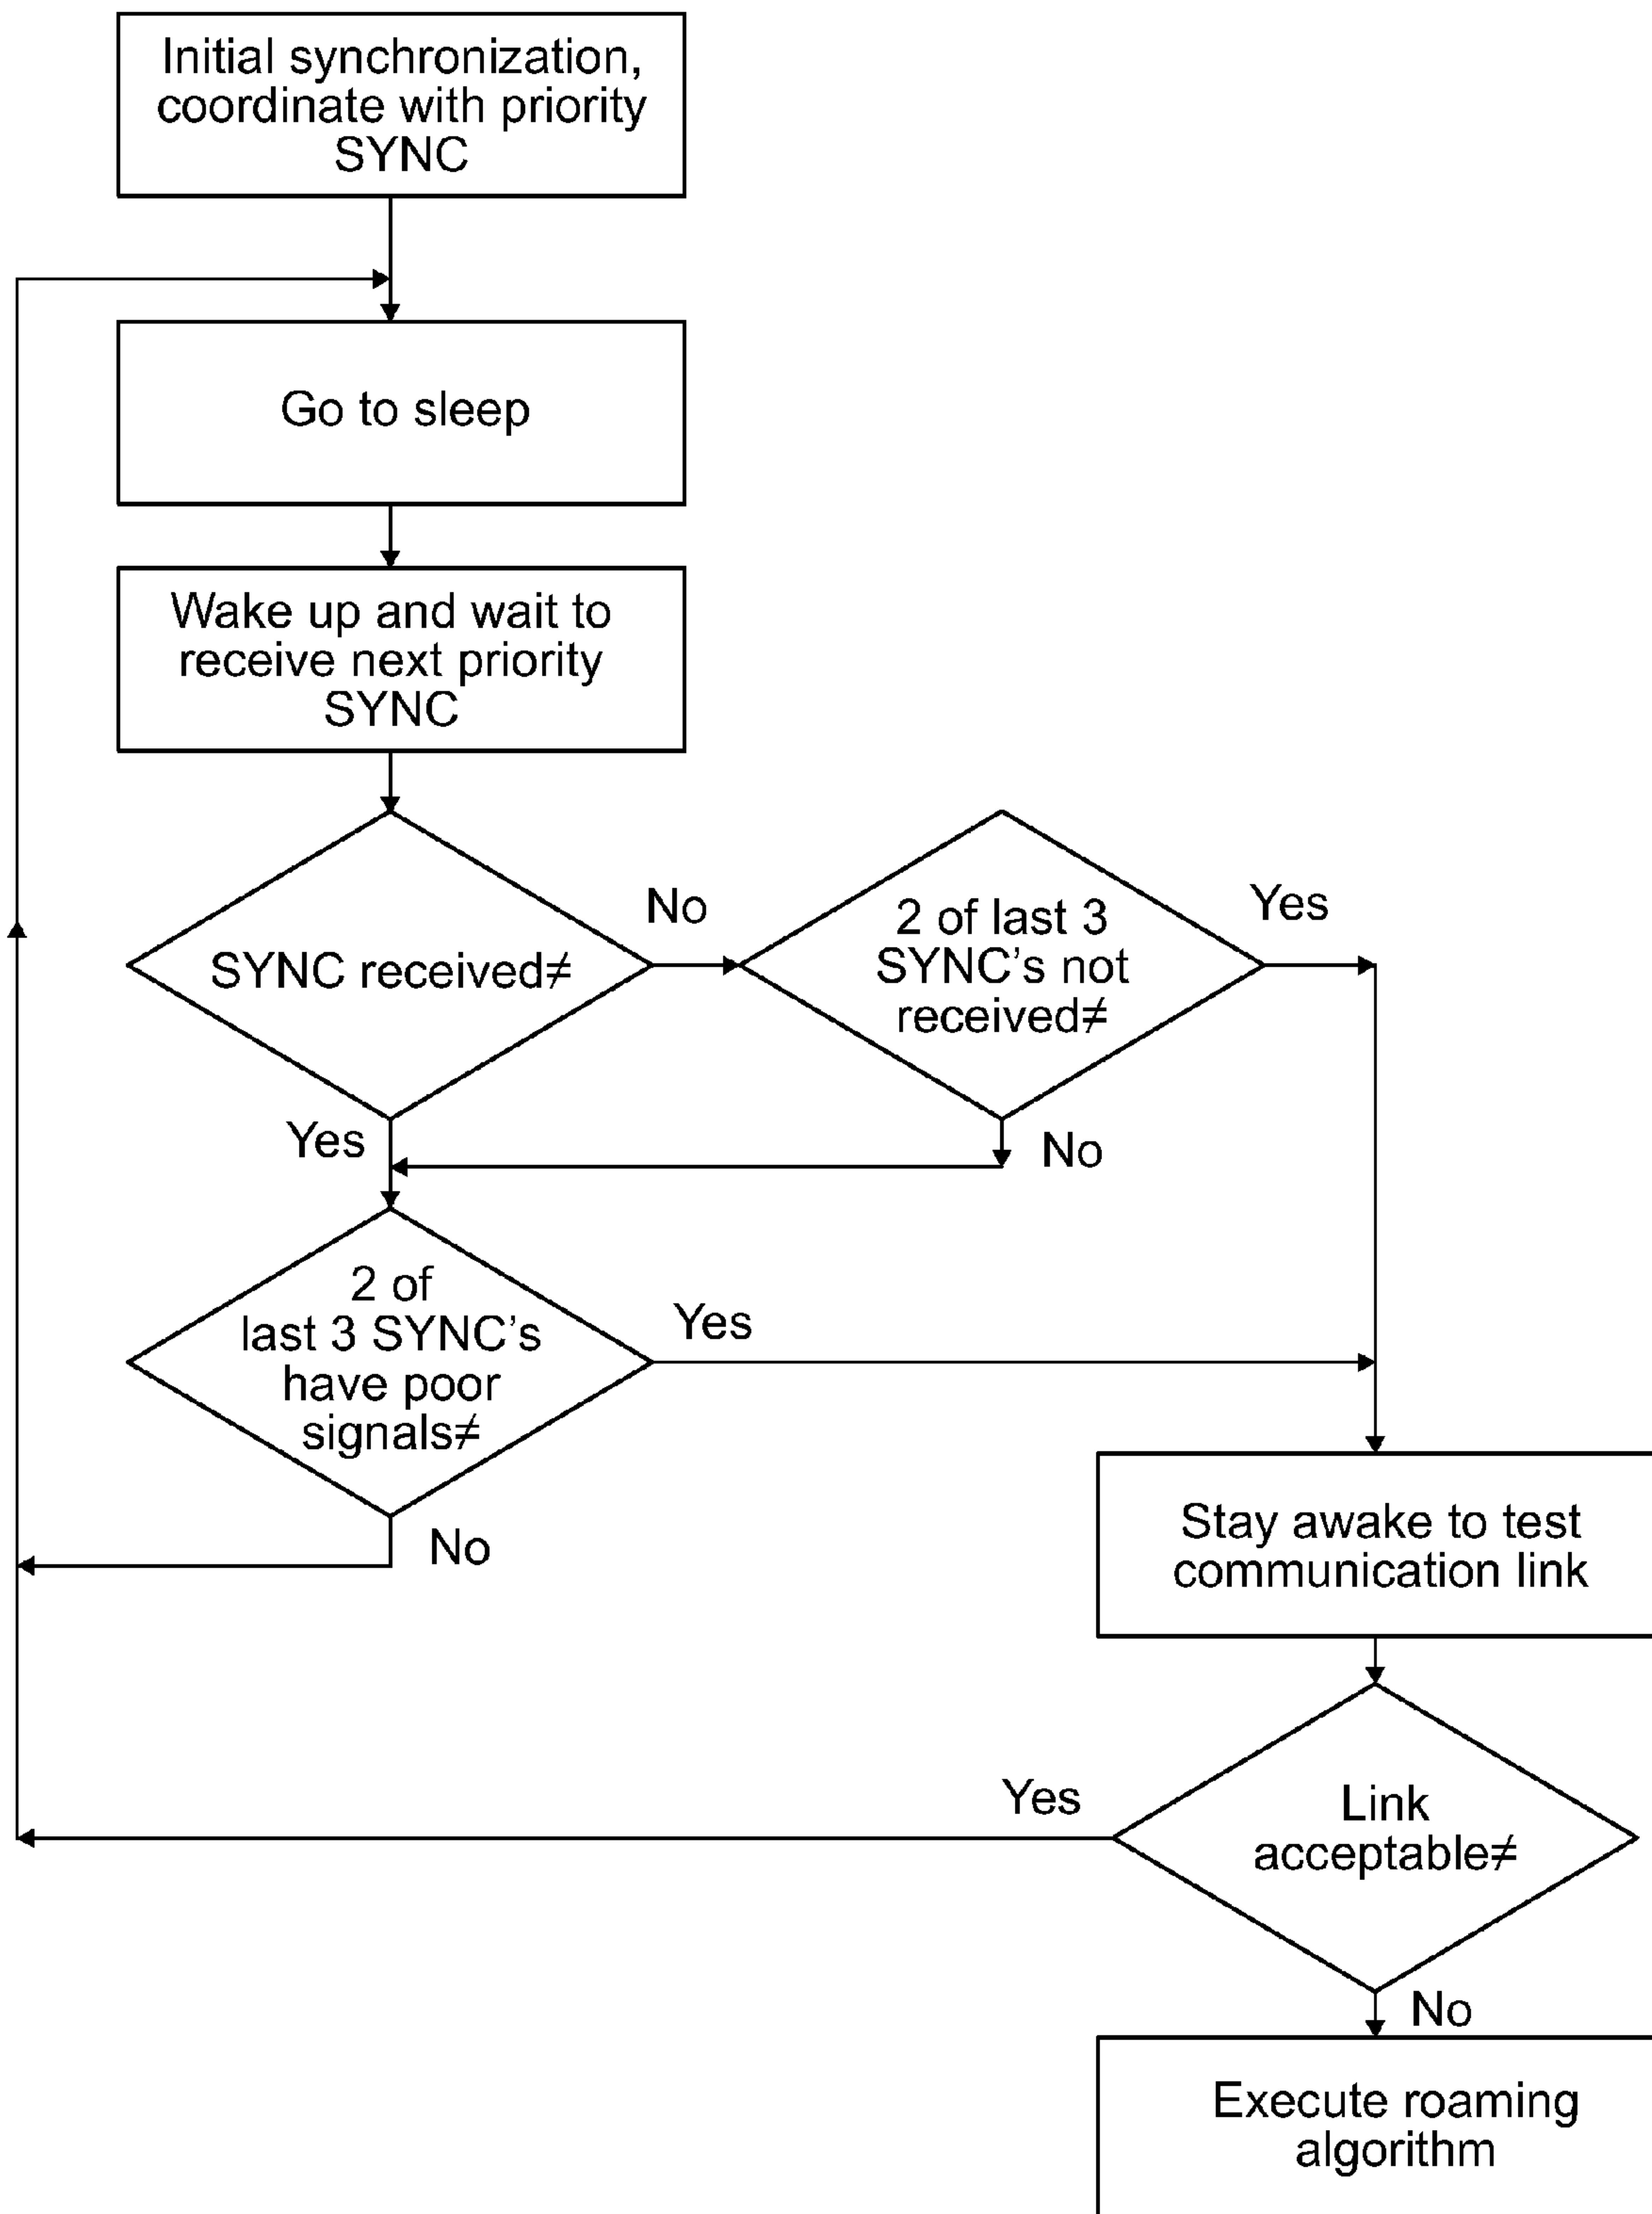 Initial synchronization,
coordinate with priority
SYNC
Go to sleep
Wake up and wait to
receive next priority
SYNC
SYNC received≠
No
2 of last 3
SYNC's not
received≠
Yes
Yes
No
2 of
last 3 SYNC's
have poor
signals≠
Yes
No
Stay awake to test
communication link
Link
acceptable≠
Yes
No
Execute roaming
algorithm